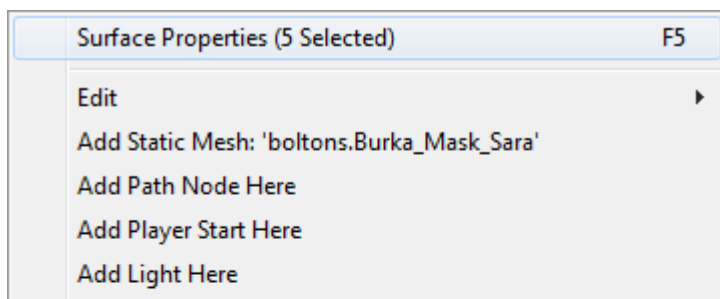 Surface Properties (5 Selected) F5
Edit
Add Static Mesh: 'boltons.Burka_Mask_Sara'
Add Path Node Here
Add Player Start Here
Add Light Here